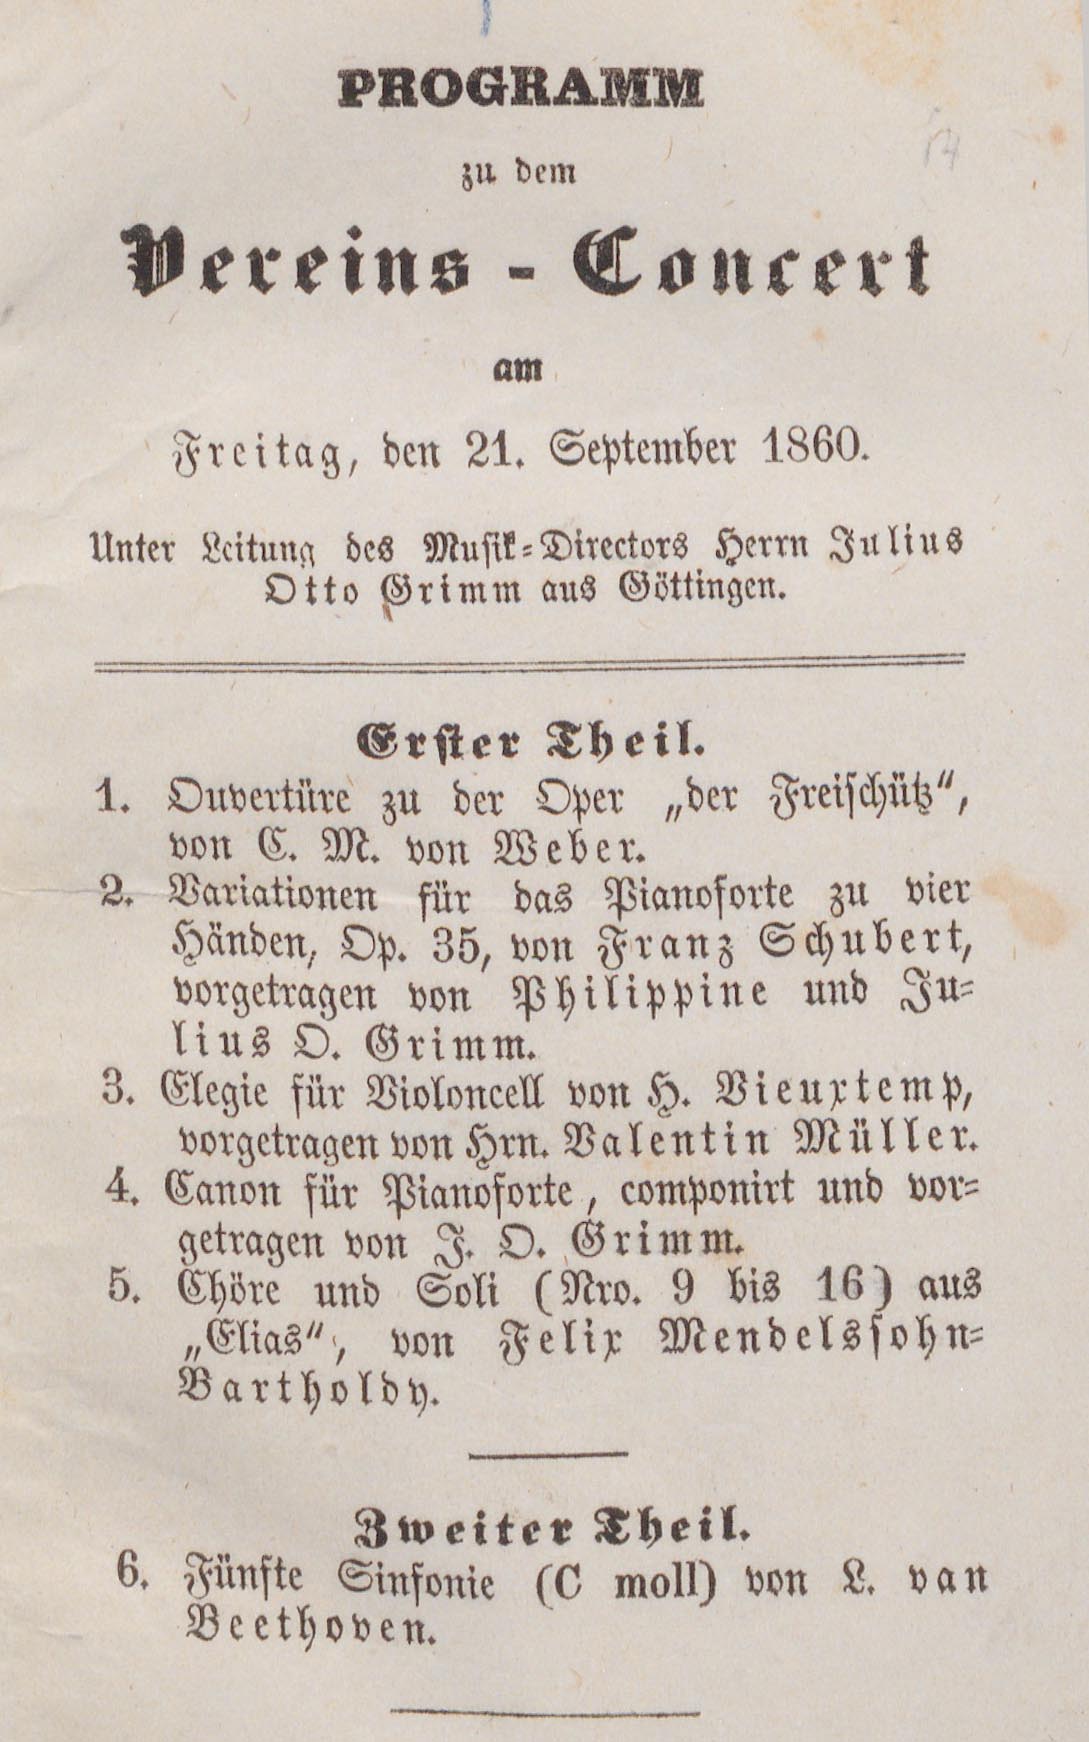 PROGRAMM
zu dem
Vereins-Concert
am
Freitag, den 21. September 1860.
Unter Leitung des Musik-Directors Herrn Julius
Otto Grimm aus Göttingen.
Erster Theil.
1. Ouvertüre zu der Oper „der Freischütz“,
von C. M. von Weber.
2. Variationen für das Pianoforte zu vier
Händen, Op. 35, von Franz Schubert,
vorgetragen von Philippine und Ju-
lius O. Grimm.
3. Elegie für Violoncell von H. Vieuxtemp,
vorgetragen von Hrn. Valentin Müller.
4. Canon für Pianoforte, componirt und vor-
getragen von J. O. Grimm.
5. Chöre und Soli (Nro. 9 bis 16) aus
„Elias“, von Felix Mendelssohn-
Bartholdy.
Zweiter Theil.
6. Fünfte Sinfonie (C moll) von L. van
Beethoven.